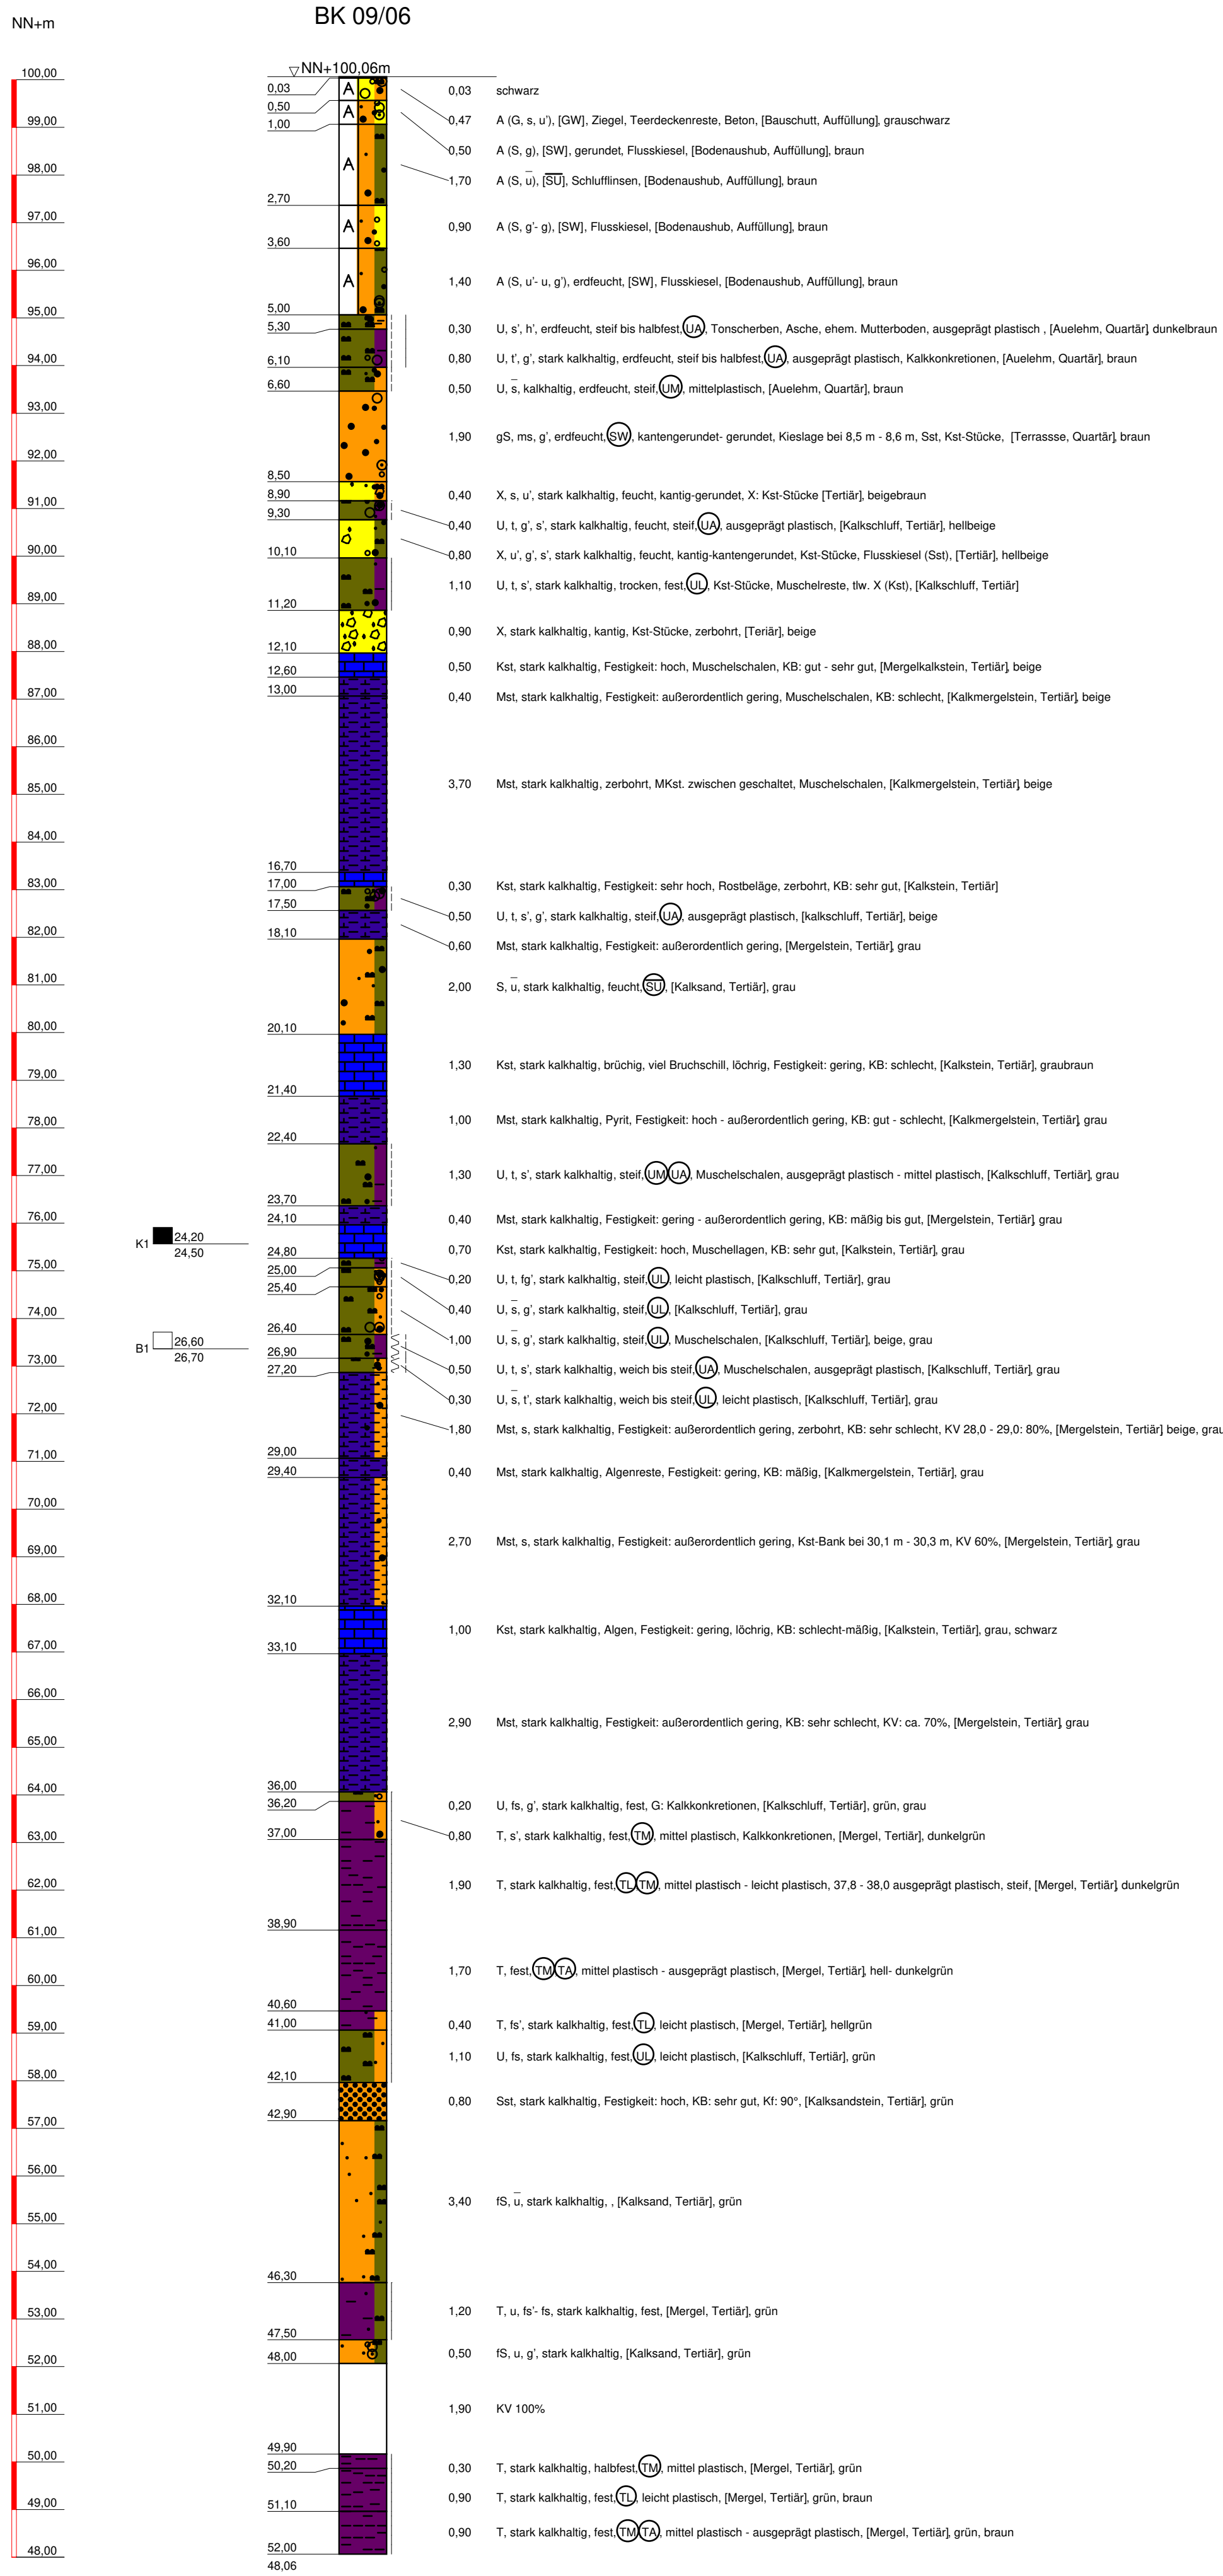 BK 09/06
NN+m
NN+100,06m
100,00
99,00
98,00
97,00
96,00
95,00
94,00
93,00
92,00
91,00
90,00
89,00
88,00
87,00
86,00
85,00
84,00
83,00
82,00
81,00
80,00
79,00
78,00
77,00
76,00
75,00
74,00
73,00
72,00
71,00
70,00
69,00
68,00
67,00
66,00
65,00
64,00
63,00
62,00
61,00
60,00
59,00
58,00
57,00
56,00
55,00
54,00
53,00
52,00
51,00
50,00
49,00
48,00
K1 24,20
24,50
B1 26,60
26,70
0,03
0,50
1,00
2,70
3,60
5,00
5,30
6,10
6,60
8,50
8,90
9,30
10,10
11,20
12,10
12,60
13,00
16,70
17,00
17,50
18,10
20,10
21,40
22,40
23,70
24,10
24,80
25,00
25,40
26,40
26,90
27,20
29,00
29,40
32,10
33,10
36,00
36,20
37,00
38,90
40,60
41,00
42,10
42,90
46,30
47,50
48,00
49,90
50,20
51,10
52,00
48,06
A
A
A
A
A
0,03 schwarz
0,47 A (G, s, u'), [GW], Ziegel, Teerdeckenreste, Beton, [Bauschutt, Auffüllung], grauschwarz
0,50 A (S, g), [SW], gerundet, Flusskiesel, [Bodenaushub, Auffüllung], braun
1,70 A (S, ū), [S̅U̅], Schlufflinsen, [Bodenaushub, Auffüllung], braun
0,90 A (S, g'- g), [SW], Flusskiesel, [Bodenaushub, Auffüllung], braun
1,40 A (S, u'- u, g'), erdfeucht, [SW], Flusskiesel, [Bodenaushub, Auffüllung], braun
0,30 U, s', h', erdfeucht, steif bis halbfest, UA, Tonscherben, Asche, ehem. Mutterboden, ausgeprägt plastisch , [Auelehm, Quartär], dunkelbraun
0,80 U, t', g', stark kalkhaltig, erdfeucht, steif bis halbfest, UA, ausgeprägt plastisch, Kalkkonkretionen, [Auelehm, Quartär], braun
0,50 U, s̄, kalkhaltig, erdfeucht, steif, UM, mittelplastisch, [Auelehm, Quartär], braun
1,90 gS, ms, g', erdfeucht, SW, kantengerundet- gerundet, Kieslage bei 8,5 m - 8,6 m, Sst, Kst-Stücke, [Terrassse, Quartär], braun
0,40 X, s, u', stark kalkhaltig, feucht, kantig-gerundet, X: Kst-Stücke [Tertiär], beigebraun
0,40 U, t, g', s', stark kalkhaltig, feucht, steif, UA, ausgeprägt plastisch, [Kalkschluff, Tertiär], hellbeige
0,80 X, u', g', s', stark kalkhaltig, feucht, kantig-kantengerundet, Kst-Stücke, Flusskiesel (Sst), [Tertiär], hellbeige
1,10 U, t, s', stark kalkhaltig, trocken, fest, UL, Kst-Stücke, Muschelreste, tlw. X (Kst), [Kalkschluff, Tertiär]
0,90 X, stark kalkhaltig, kantig, Kst-Stücke, zerbohrt, [Teriär], beige
0,50 Kst, stark kalkhaltig, Festigkeit: hoch, Muschelschalen, KB: gut - sehr gut, [Mergelkalkstein, Tertiär], beige
0,40 Mst, stark kalkhaltig, Festigkeit: außerordentlich gering, Muschelschalen, KB: schlecht, [Kalkmergelstein, Tertiär], beige
3,70 Mst, stark kalkhaltig, zerbohrt, MKst. zwischen geschaltet, Muschelschalen, [Kalkmergelstein, Tertiär], beige
0,30 Kst, stark kalkhaltig, Festigkeit: sehr hoch, Rostbeläge, zerbohrt, KB: sehr gut, [Kalkstein, Tertiär]
0,50 U, t, s', g', stark kalkhaltig, steif, UA, ausgeprägt plastisch, [kalkschluff, Tertiär], beige
0,60 Mst, stark kalkhaltig, Festigkeit: außerordentlich gering, [Mergelstein, Tertiär], grau
2,00 S, ū, stark kalkhaltig, feucht, S̅U̅, [Kalksand, Tertiär], grau
1,30 Kst, stark kalkhaltig, brüchig, viel Bruchschill, löchrig, Festigkeit: gering, KB: schlecht, [Kalkstein, Tertiär], graubraun
1,00 Mst, stark kalkhaltig, Pyrit, Festigkeit: hoch - außerordentlich gering, KB: gut - schlecht, [Kalkmergelstein, Tertiär], grau
1,30 U, t, s', stark kalkhaltig, steif, UM UA, Muschelschalen, ausgeprägt plastisch - mittel plastisch, [Kalkschluff, Tertiär], grau
0,40 Mst, stark kalkhaltig, Festigkeit: gering - außerordentlich gering, KB: mäßig bis gut, [Mergelstein, Tertiär], grau
0,70 Kst, stark kalkhaltig, Festigkeit: hoch, Muschellagen, KB: sehr gut, [Kalkstein, Tertiär], grau
0,20 U, t, fg', stark kalkhaltig, steif, UL, leicht plastisch, [Kalkschluff, Tertiär], grau
0,40 U, s̄, g', stark kalkhaltig, steif, UL, [Kalkschluff, Tertiär], grau
1,00 U, s̄, g', stark kalkhaltig, steif, UL, Muschelschalen, [Kalkschluff, Tertiär], beige, grau
0,50 U, t, s', stark kalkhaltig, weich bis steif, UA, Muschelschalen, ausgeprägt plastisch, [Kalkschluff, Tertiär], grau
0,30 U, s̄, t', stark kalkhaltig, weich bis steif, UL, leicht plastisch, [Kalkschluff, Tertiär], grau
1,80 Mst, s, stark kalkhaltig, Festigkeit: außerordentlich gering, zerbohrt, KB: sehr schlecht, KV 28,0 - 29,0: 80%, [Mergelstein, Tertiär], beige, grau
0,40 Mst, stark kalkhaltig, Algenreste, Festigkeit: gering, KB: mäßig, [Kalkmergelstein, Tertiär], grau
2,70 Mst, s, stark kalkhaltig, Festigkeit: außerordentlich gering, Kst-Bank bei 30,1 m - 30,3 m, KV 60%, [Mergelstein, Tertiär], grau
1,00 Kst, stark kalkhaltig, Algen, Festigkeit: gering, löchrig, KB: schlecht-mäßig, [Kalkstein, Tertiär], grau, schwarz
2,90 Mst, stark kalkhaltig, Festigkeit: außerordentlich gering, KB: sehr schlecht, KV: ca. 70%, [Mergelstein, Tertiär], grau
0,20 U, fs, g', stark kalkhaltig, fest, G: Kalkkonkretionen, [Kalkschluff, Tertiär], grün, grau
0,80 T, s', stark kalkhaltig, fest, TM, mittel plastisch, Kalkkonkretionen, [Mergel, Tertiär], dunkelgrün
1,90 T, stark kalkhaltig, fest, TL TM, mittel plastisch - leicht plastisch, 37,8 - 38,0 ausgeprägt plastisch, steif, [Mergel, Tertiär], dunkelgrün
1,70 T, fest, TM TA, mittel plastisch - ausgeprägt plastisch, [Mergel, Tertiär], hell- dunkelgrün
0,40 T, fs', stark kalkhaltig, fest, TL, leicht plastisch, [Mergel, Tertiär], hellgrün
1,10 U, fs, stark kalkhaltig, fest, UL, leicht plastisch, [Kalkschluff, Tertiär], grün
0,80 Sst, stark kalkhaltig, Festigkeit: hoch, KB: sehr gut, Kf: 90°, [Kalksandstein, Tertiär], grün
3,40 fS, ū, stark kalkhaltig, , [Kalksand, Tertiär], grün
1,20 T, u, fs'- fs, stark kalkhaltig, fest, [Mergel, Tertiär], grün
0,50 fS, u, g', stark kalkhaltig, [Kalksand, Tertiär], grün
1,90 KV 100%
0,30 T, stark kalkhaltig, halbfest, TM, mittel plastisch, [Mergel, Tertiär], grün
0,90 T, stark kalkhaltig, fest, TL, leicht plastisch, [Mergel, Tertiär], grün, braun
0,90 T, stark kalkhaltig, fest, TM TA, mittel plastisch - ausgeprägt plastisch, [Mergel, Tertiär], grün, braun